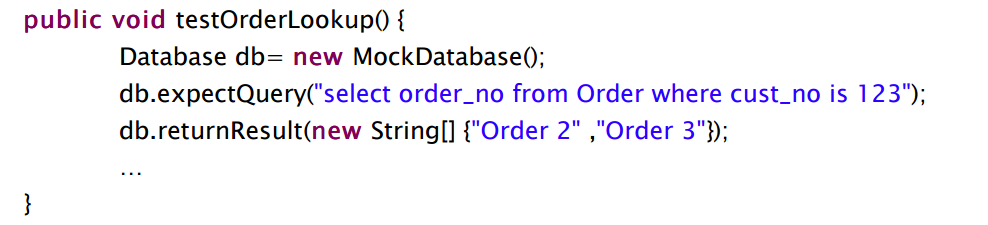 public void testOrderLookup() {
Database db= new MockDatabase();
db.expectQuery("select order_no from Order where cust_no is 123");
db.returnResult(new String[] {"Order 2" ,"Order 3"});
...
}